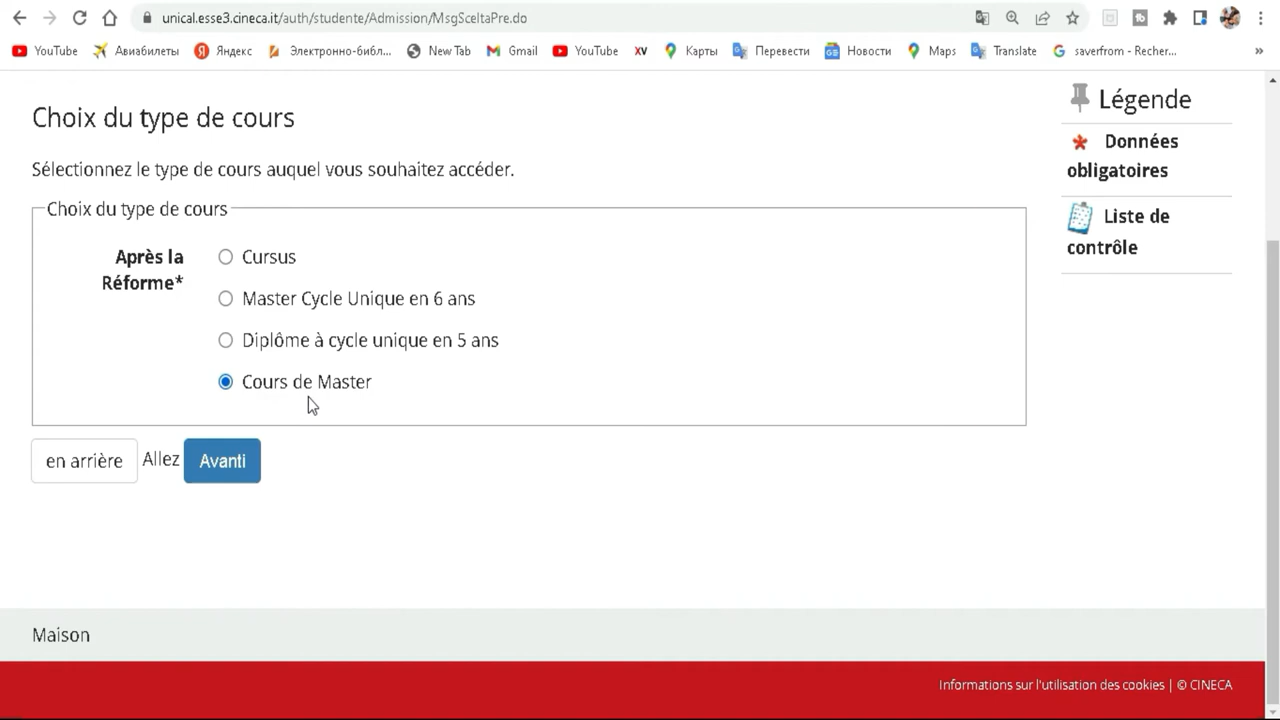 unical.esse3.cineca.it/auth/studente/Admission/MsgSceltaPre.do
YouTube Авиабилеты Яндекс Электронно-библ... New Tab Gmail YouTube XV Карты Перевести Новости Maps Translate saverfrom - Recher... »
Choix du type de cours
Sélectionnez le type de cours auquel vous souhaitez accéder.
Choix du type de cours
Après la
Réforme*
Cursus
Master Cycle Unique en 6 ans
Diplôme à cycle unique en 5 ans
Cours de Master
en arrière Allez Avanti
Légende
Données
obligatoires
Liste de
contrôle
Maison
Informations sur l'utilisation des cookies | © CINECA